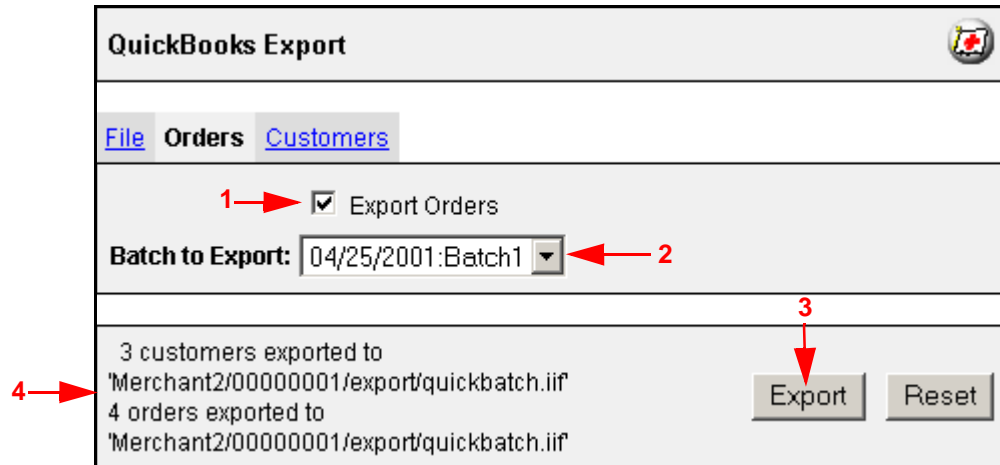 QuickBooks Export
File Orders Customers
1 Export Orders
Batch to Export: 04/25/2001:Batch1 2
3
3 customers exported to
'Merchant2/00000001/export/quickbatch.iif'
4
4 orders exported to
'Merchant2/00000001/export/quickbatch.iif'
Export Reset